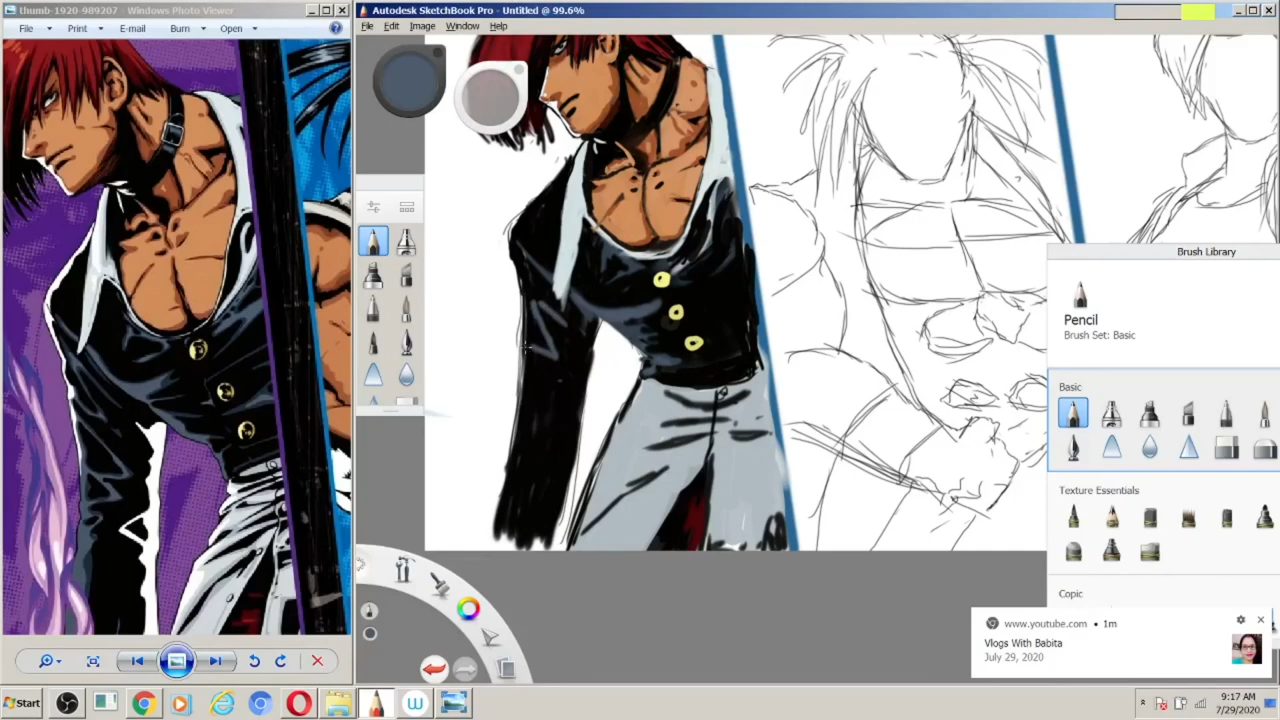 thumb-1920-989207 - Windows Photo Viewer
File Print E-mail Burn Open
Autodesk SketchBook Pro - Untitled @ 99.6%
File Edit Image Window Help
Brush Library
Pencil
Brush Set: Basic
Basic
Texture Essentials
Copic
www.youtube.com • 1m
Vlogs With Babita
July 29, 2020
Start
9:17 AM
7/29/2020